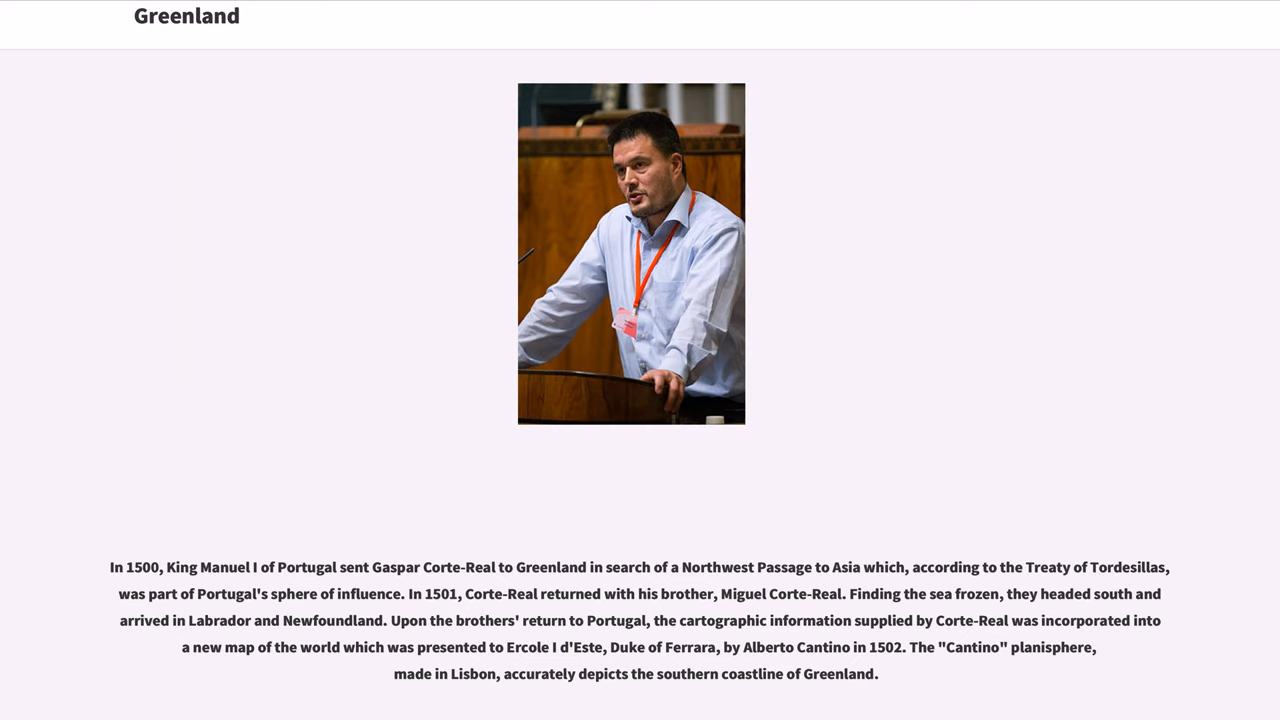 Greenland
In 1500, King Manuel I of Portugal sent Gaspar Corte-Real to Greenland in search of a Northwest Passage to Asia which, according to the Treaty of Tordesillas,
was part of Portugal's sphere of influence. In 1501, Corte-Real returned with his brother, Miguel Corte-Real. Finding the sea frozen, they headed south and
arrived in Labrador and Newfoundland. Upon the brothers' return to Portugal, the cartographic information supplied by Corte-Real was incorporated into
a new map of the world which was presented to Ercole I d'Este, Duke of Ferrara, by Alberto Cantino in 1502. The "Cantino" planisphere,
made in Lisbon, accurately depicts the southern coastline of Greenland.